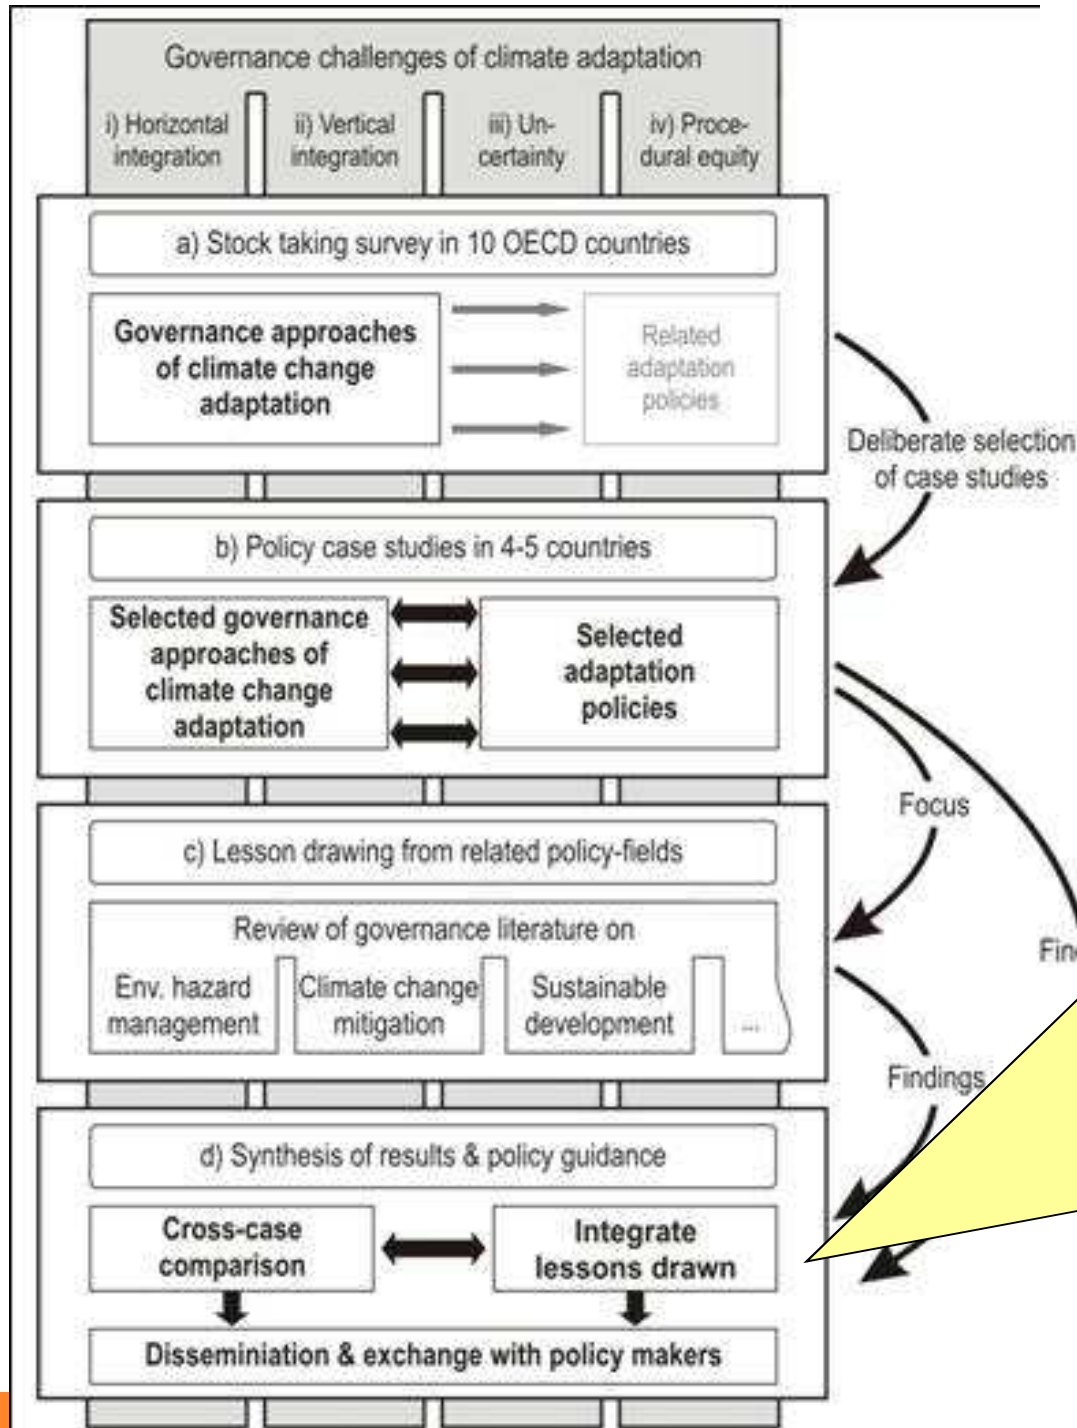 Governance challenges of climate adaptation
i) Horizontal
integration
ii) Vertical
integration
iii) Un-
certainty
iv) Proce-
dural equity
a) Stock taking survey in 10 OECD countries
Governance approaches
of climate change
adaptation
Related
adaptation
policies
Deliberate selection
of case studies
b) Policy case studies in 4-5 countries
Selected governance
approaches of
climate change
adaptation
Selected
adaptation
policies
Focus
c) Lesson drawing from related policy-fields
Review of governance literature on
Env. hazard
management
Climate change
mitigation
Sustainable
development
...
Findings
d) Synthesis of results & policy guidance
Cross-case
comparison
Integrate
lessons drawn
Disseminiation & exchange with policy makers